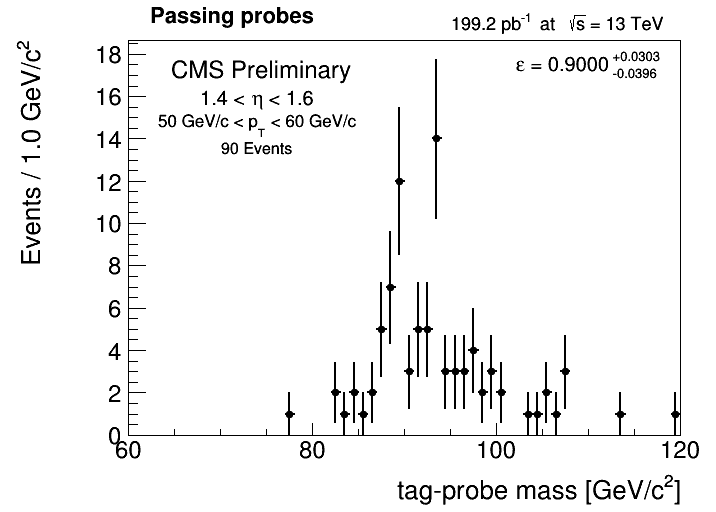 Passing probes
199.2 pb⁻¹ at √s = 13 TeV
CMS Preliminary
1.4 < η < 1.6
50 GeV/c < p_T < 60 GeV/c
90 Events
ε = 0.9000 +0.0303 -0.0396
Events / 1.0 GeV/c²
18
16
14
12
10
8
6
4
2
0
60 80 100 120
tag-probe mass [GeV/c²]